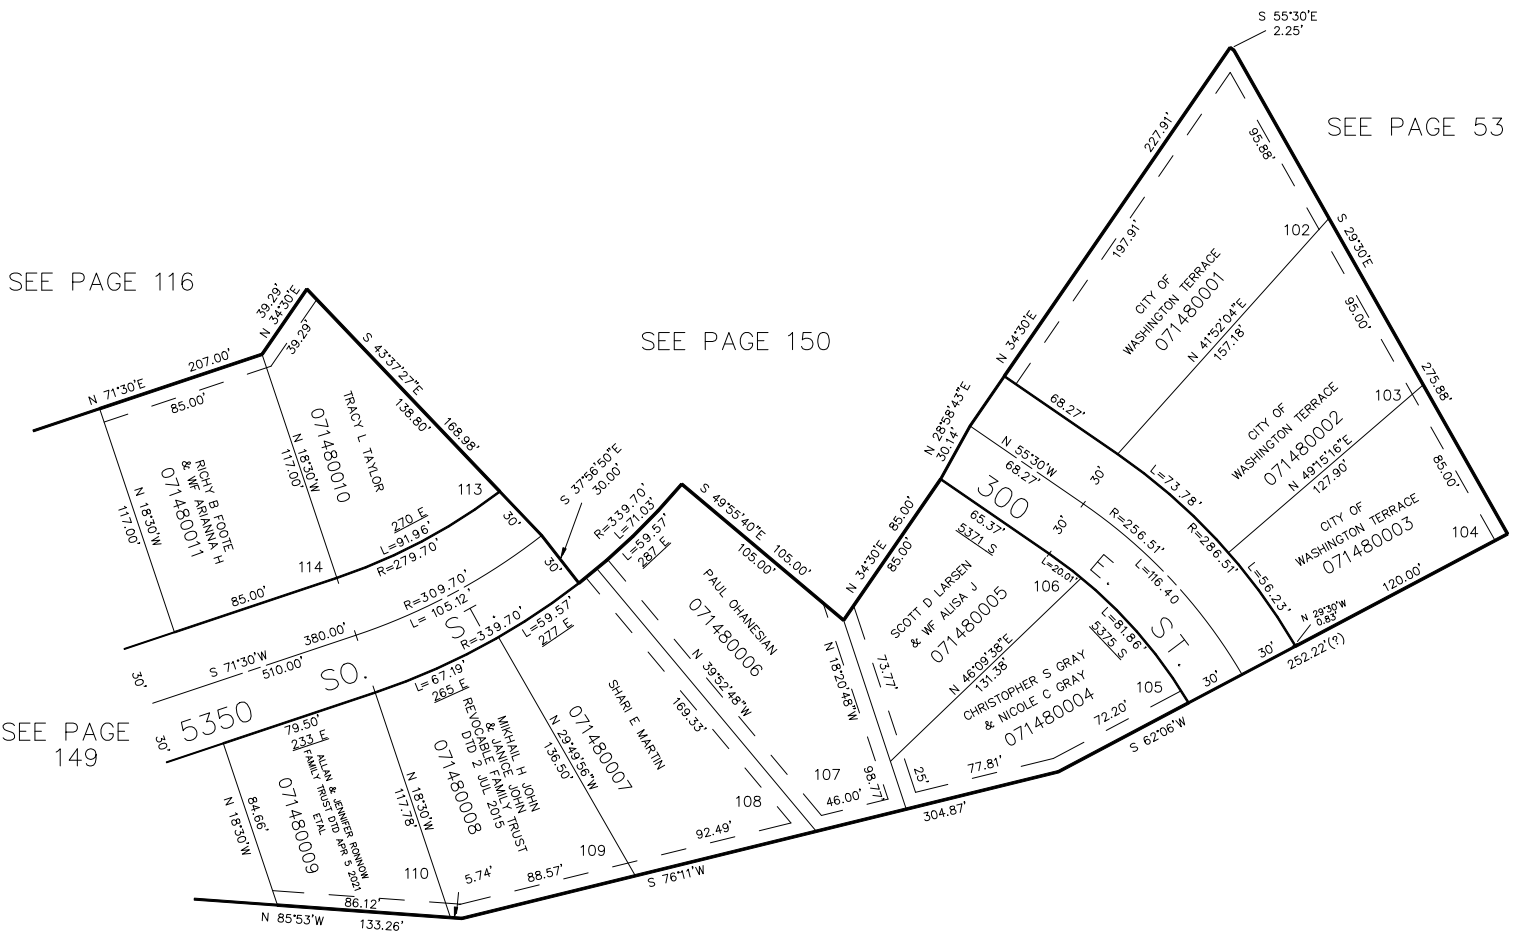 S 55°30'E
2.25'
SEE PAGE 53
227.91'
95.88'
197.91'
102
S 29°30'E
CITY OF
WASHINGTON TERRACE
071480001
N 41°52'04"E
157.18'
95.00'
275.88'
103
CITY OF
WASHINGTON TERRACE
071480002
N 49°15'16"E
127.90'
85.00'
104
CITY OF
WASHINGTON TERRACE
071480003
120.00'
N 34°30'E
68.27'
N 28°58'43"E
30.14'
N 55°30'W
68.27'
30'
30'
L=73.78'
R=256.51'
R=286.51'
L=116.40
L=56.23'
N 29°30'W
0.83'
252.22'(?)
30'
30'
300 E. ST.
65.37'
5371 S
L=20.01'
106
L=81.86'
5375 S
105
SEE PAGE 116
39.29'
N 34°30'E
39.29'
207.00'
N 71°30'E
85.00'
S 43°37'27"E
138.80'
168.98'
SEE PAGE 150
TRACY L TAYLOR
071480010
N 18°30'W
117.00'
113
RICHY B FOOTE
& WF ARIANNA H
071480011
N 18°30'W
117.00'
114
270 E
L=91.96'
R=279.70'
85.00'
S 37°56'50"E
30.00'
30'
30'
R=339.70'
L=71.03'
L=59.57'
287 E
S 49°55'40"E
105.00'
105.00'
N 34°30'E 85.00'
85.00'
SCOTT D LARSEN
& WF ALISA J
071480005
N 46°09'38"E
131.38'
CHRISTOPHER S GRAY
& NICOLE C GRAY
071480004
72.20'
S 62°06'W
77.81'
25'
73.77'
N 18°20'48"W
98.77'
PAUL OHANESIAN
071480006
107
46.00'
304.87'
N 39°52'48"W
169.33'
SHARI E MARTIN
071480007
108
92.49'
S 76°11'W
R=309.70'
L= 105.12'
R=339.70'
L=59.57'
277 E
380.00'
S 71°30'W
510.00'
30'
30'
5350 SO. ST.
SEE PAGE
149
L=67.19'
265 E
MIKHAIL H JOHN
& JANICE JOHN
REVOCABLE FAMILY TRUST
DTD 2 JUL 2015
071480008
N 29°49'56"W
136.50'
109
88.57'
5.74'
79.50'
233 E
ALLAN & JENNIFER RONNOW
FAMILY TRUST DTD APR 5 2021
ETAL
071480009
N 18°30'W
117.78'
110
84.66'
N 18°30'W
86.12'
N 85°53'W
133.26'